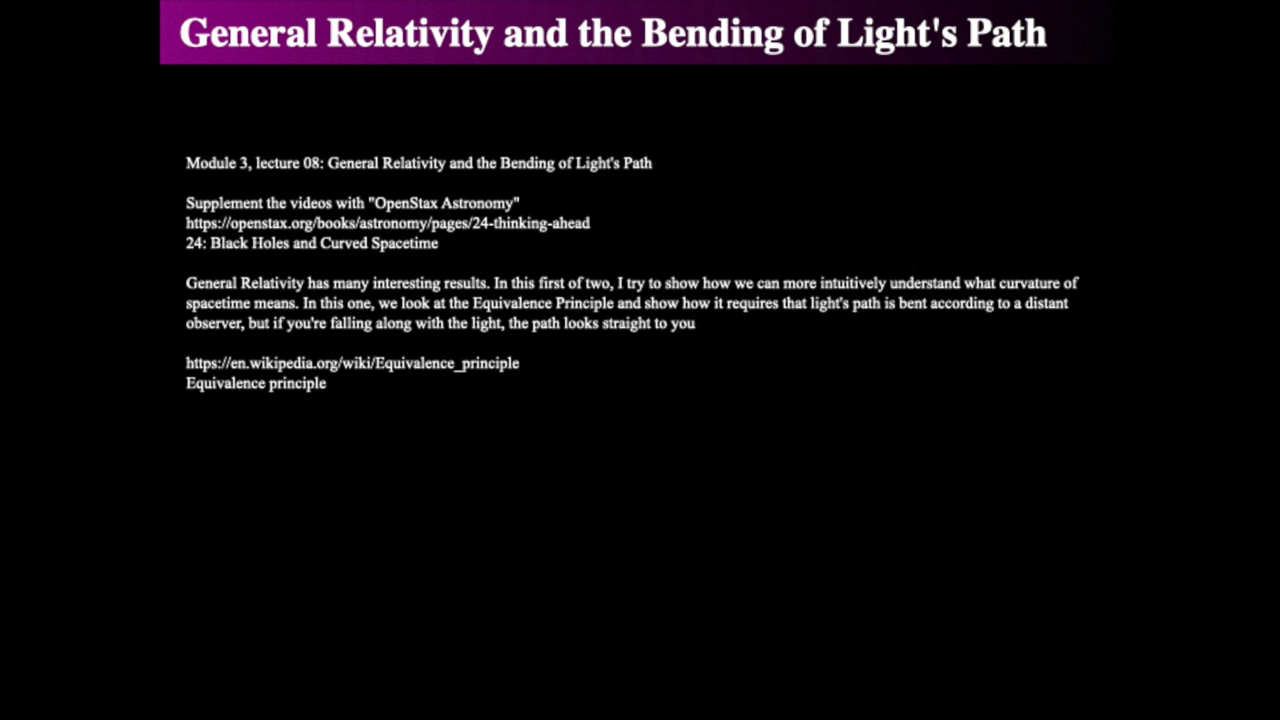 General Relativity and the Bending of Light's Path
Module 3, lecture 08: General Relativity and the Bending of Light's Path
Supplement the videos with "OpenStax Astronomy"
https://openstax.org/books/astronomy/pages/24-thinking-ahead
24: Black Holes and Curved Spacetime
General Relativity has many interesting results. In this first of two, I try to show how we can more intuitively understand what curvature of
spacetime means. In this one, we look at the Equivalence Principle and show how it requires that light's path is bent according to a distant
observer, but if you're falling along with the light, the path looks straight to you
https://en.wikipedia.org/wiki/Equivalence_principle
Equivalence principle